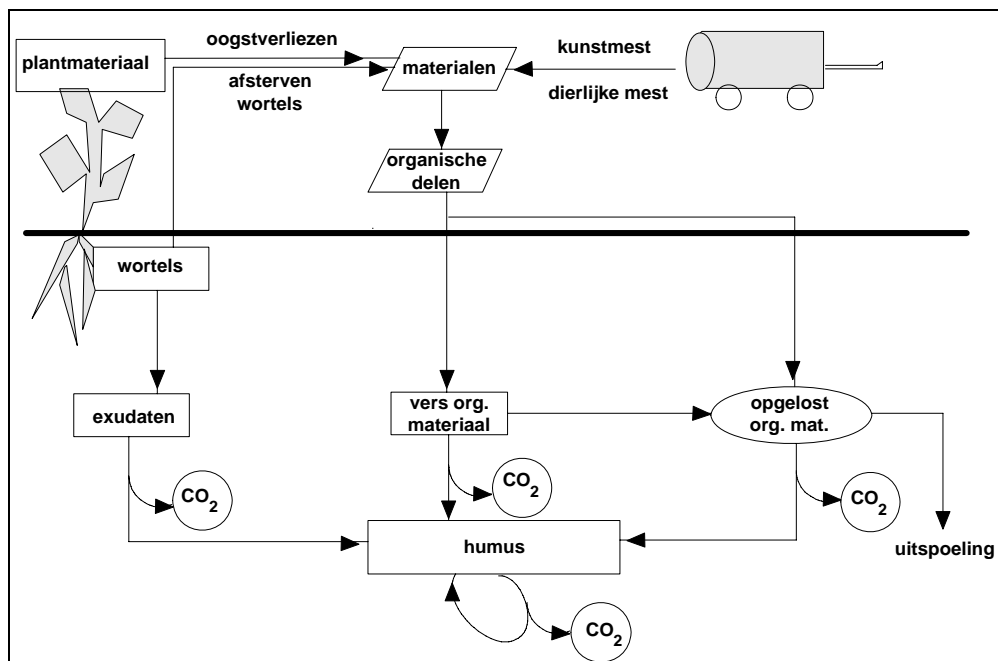 oogstverliezen
plantmateriaal
afsterven
wortels
materialen
kunstmest
dierlijke mest
organische
delen
wortels
exudaten
vers org.
materiaal
opgelost
org. mat.
CO2
CO2
CO2
humus
uitspoeling
CO2